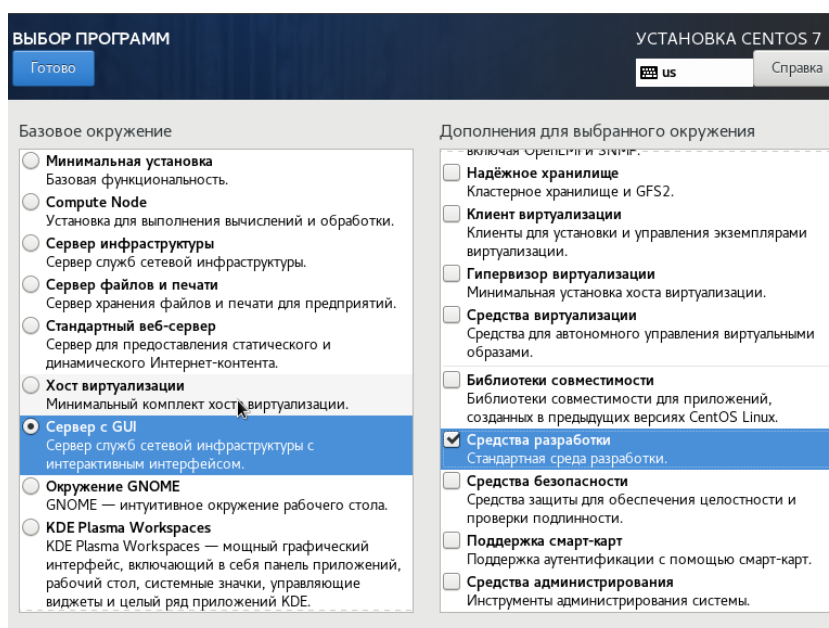 ВЫБОР ПРОГРАММ
УСТАНОВКА CENTOS 7
Готово
us
Справка
Базовое окружение
Минимальная установка
Базовая функциональность.
Compute Node
Установка для выполнения вычислений и обработки.
Сервер инфраструктуры
Сервер служб сетевой инфраструктуры.
Сервер файлов и печати
Сервер хранения файлов и печати для предприятий.
Стандартный веб-сервер
Сервер для предоставления статического и
динамического Интернет-контента.
Хост виртуализации
Минимальный комплект хоста виртуализации.
Сервер с GUI
Сервер служб сетевой инфраструктуры с
интерактивным интерфейсом.
Окружение GNOME
GNOME — интуитивное окружение рабочего стола.
KDE Plasma Workspaces
KDE Plasma Workspaces — мощный графический
интерфейс, включающий в себя панель приложений,
рабочий стол, системные значки, управляющие
виджеты и целый ряд приложений KDE.
Дополнения для выбранного окружения
включая OpenLMI и SNMP.
Надёжное хранилище
Кластерное хранилище и GFS2.
Клиент виртуализации
Клиенты для установки и управления экземплярами
виртуализации.
Гипервизор виртуализации
Минимальная установка хоста виртуализации.
Средства виртуализации
Средства для автономного управления виртуальными
образами.
Библиотеки совместимости
Библиотеки совместимости для приложений,
созданных в предыдущих версиях CentOS Linux.
Средства разработки
Стандартная среда разработки.
Средства безопасности
Средства защиты для обеспечения целостности и
проверки подлинности.
Поддержка смарт-карт
Поддержка аутентификации с помощью смарт-карт.
Средства администрирования
Инструменты администрирования системы.